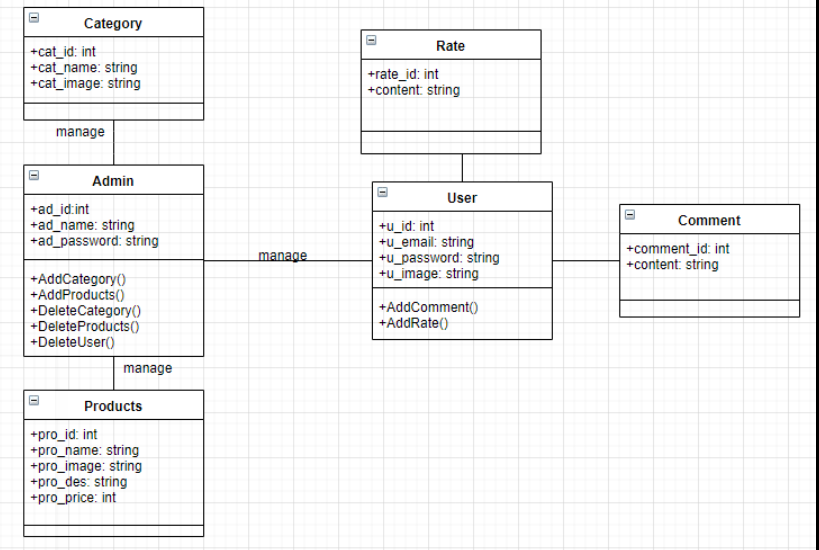 Category
+cat_id: int
+cat_name: string
+cat_image: string
manage
Admin
+ad_id:int
+ad_name: string
+ad_password: string
+AddCategory()
+AddProducts()
+DeleteCategory()
+DeleteProducts()
+DeleteUser()
manage
Products
+pro_id: int
+pro_name: string
+pro_image: string
+pro_des: string
+pro_price: int
manage
Rate
+rate_id: int
+content: string
User
+u_id: int
+u_email: string
+u_password: string
+u_image: string
+AddComment()
+AddRate()
Comment
+comment_id: int
+content: string